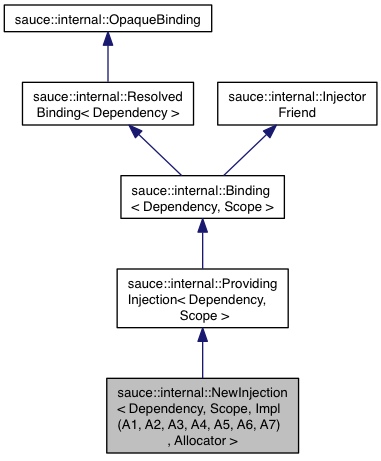 sauce::internal::OpaqueBinding
sauce::internal::Resolved
Binding< Dependency >
sauce::internal::Injector
Friend
sauce::internal::Binding
< Dependency, Scope >
sauce::internal::Providing
Injection< Dependency,
Scope >
sauce::internal::NewInjection
< Dependency, Scope, Impl
(A1, A2, A3, A4, A5, A6, A7)
, Allocator >